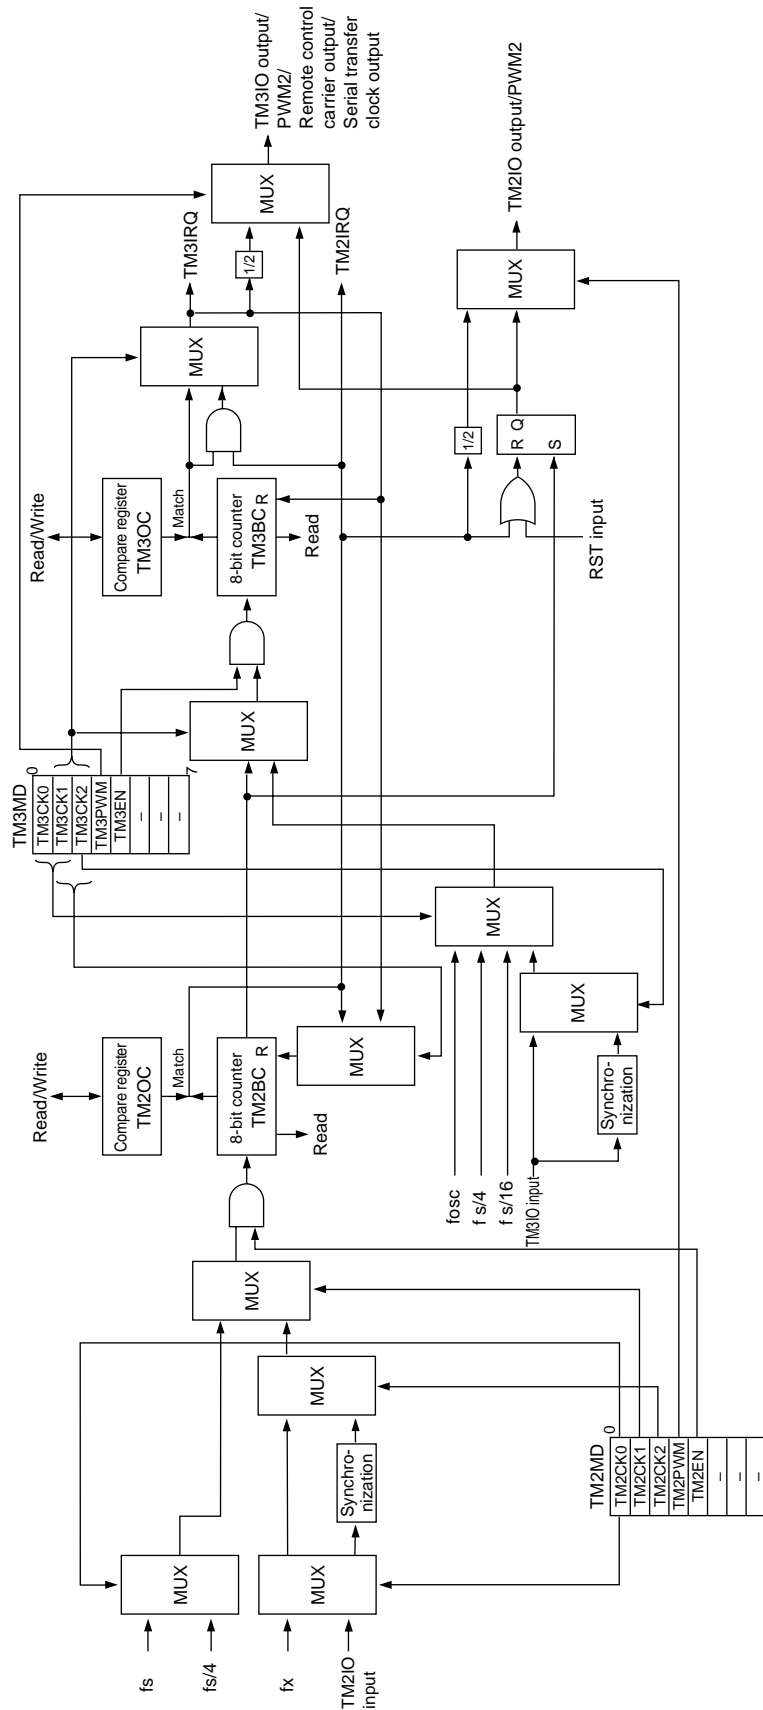 TM3IO output/
PWM2/
Remote control
carrier output/
Serial transfer
clock output
MUX
TM3IRQ
1/2
TM2IRQ
TM2IO output/PWM2
MUX
MUX
1/2
R Q
S
RST input
Read/Write
Compare register
TM3OC
Match
8-bit counter
TM3BC R
Read
MUX
TM3MD
0
TM3CK0
TM3CK1
TM3CK2
TM3PWM
TM3EN
–
–
–
7
MUX
MUX
Synchro-
nization
fosc
f s/4
f s/16
TM3IO input
Read/Write
Compare register
TM2OC
Match
8-bit counter
TM2BC R
Read
MUX
MUX
MUX
Synchro-
nization
MUX
MUX
fs
fs/4
fx
TM2IO
input
TM2MD
0
TM2CK0
TM2CK1
TM2CK2
TM2PWM
TM2EN
–
–
–